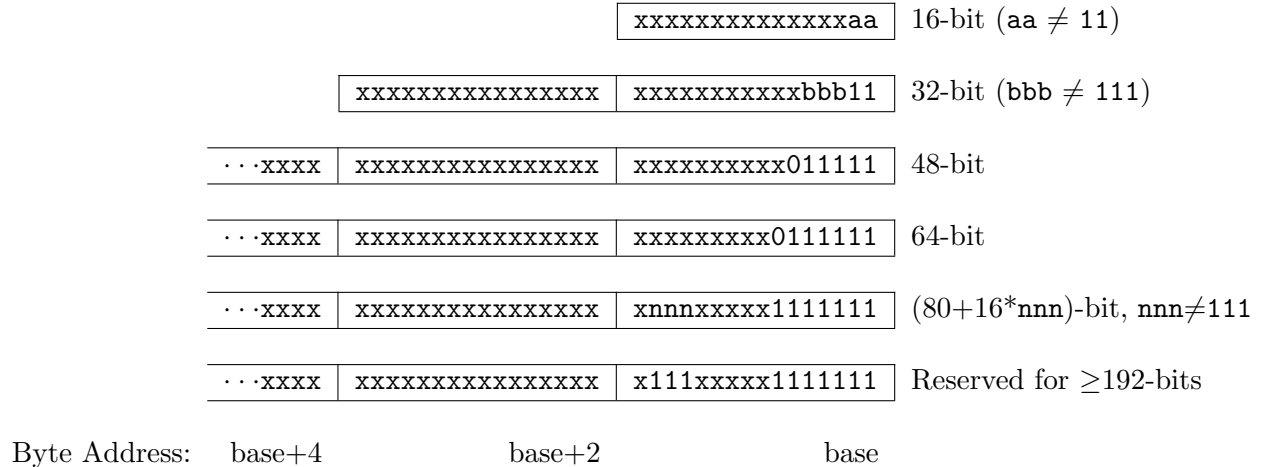 xxxxxxxxxxxxxxaa 16-bit (aa ≠ 11)
xxxxxxxxxxxxxxxx xxxxxxxxxxxbbb11 32-bit (bbb ≠ 111)
···xxxx xxxxxxxxxxxxxxxx xxxxxxxxxx011111 48-bit
···xxxx xxxxxxxxxxxxxxxx xxxxxxxxx0111111 64-bit
···xxxx xxxxxxxxxxxxxxxx xnnnxxxxx1111111 (80+16*nnn)-bit, nnn≠111
···xxxx xxxxxxxxxxxxxxxx x111xxxxx1111111 Reserved for ≥192-bits
Byte Address: base+4 base+2 base